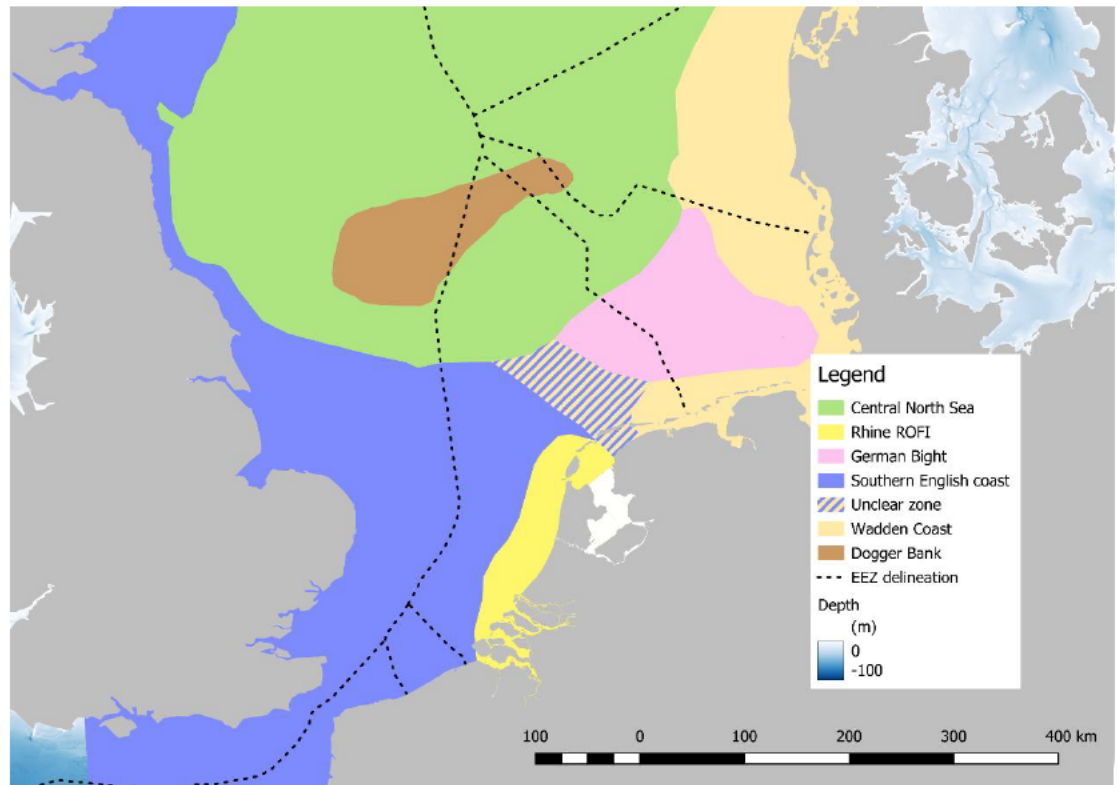 Legend
Central North Sea
Rhine ROFI
German Bight
Southern English coast
Unclear zone
Wadden Coast
Dogger Bank
EEZ delineation
Depth
(m)
0
-100
100 0 100 200 300 400 km